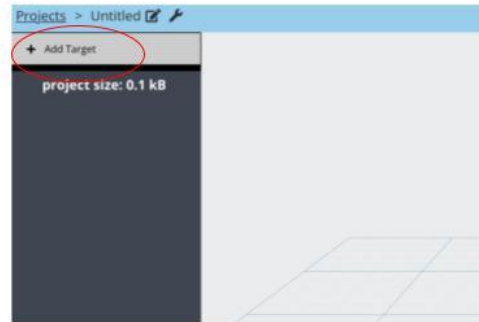 Projects > Untitled
+ Add Target
project size: 0.1 kB